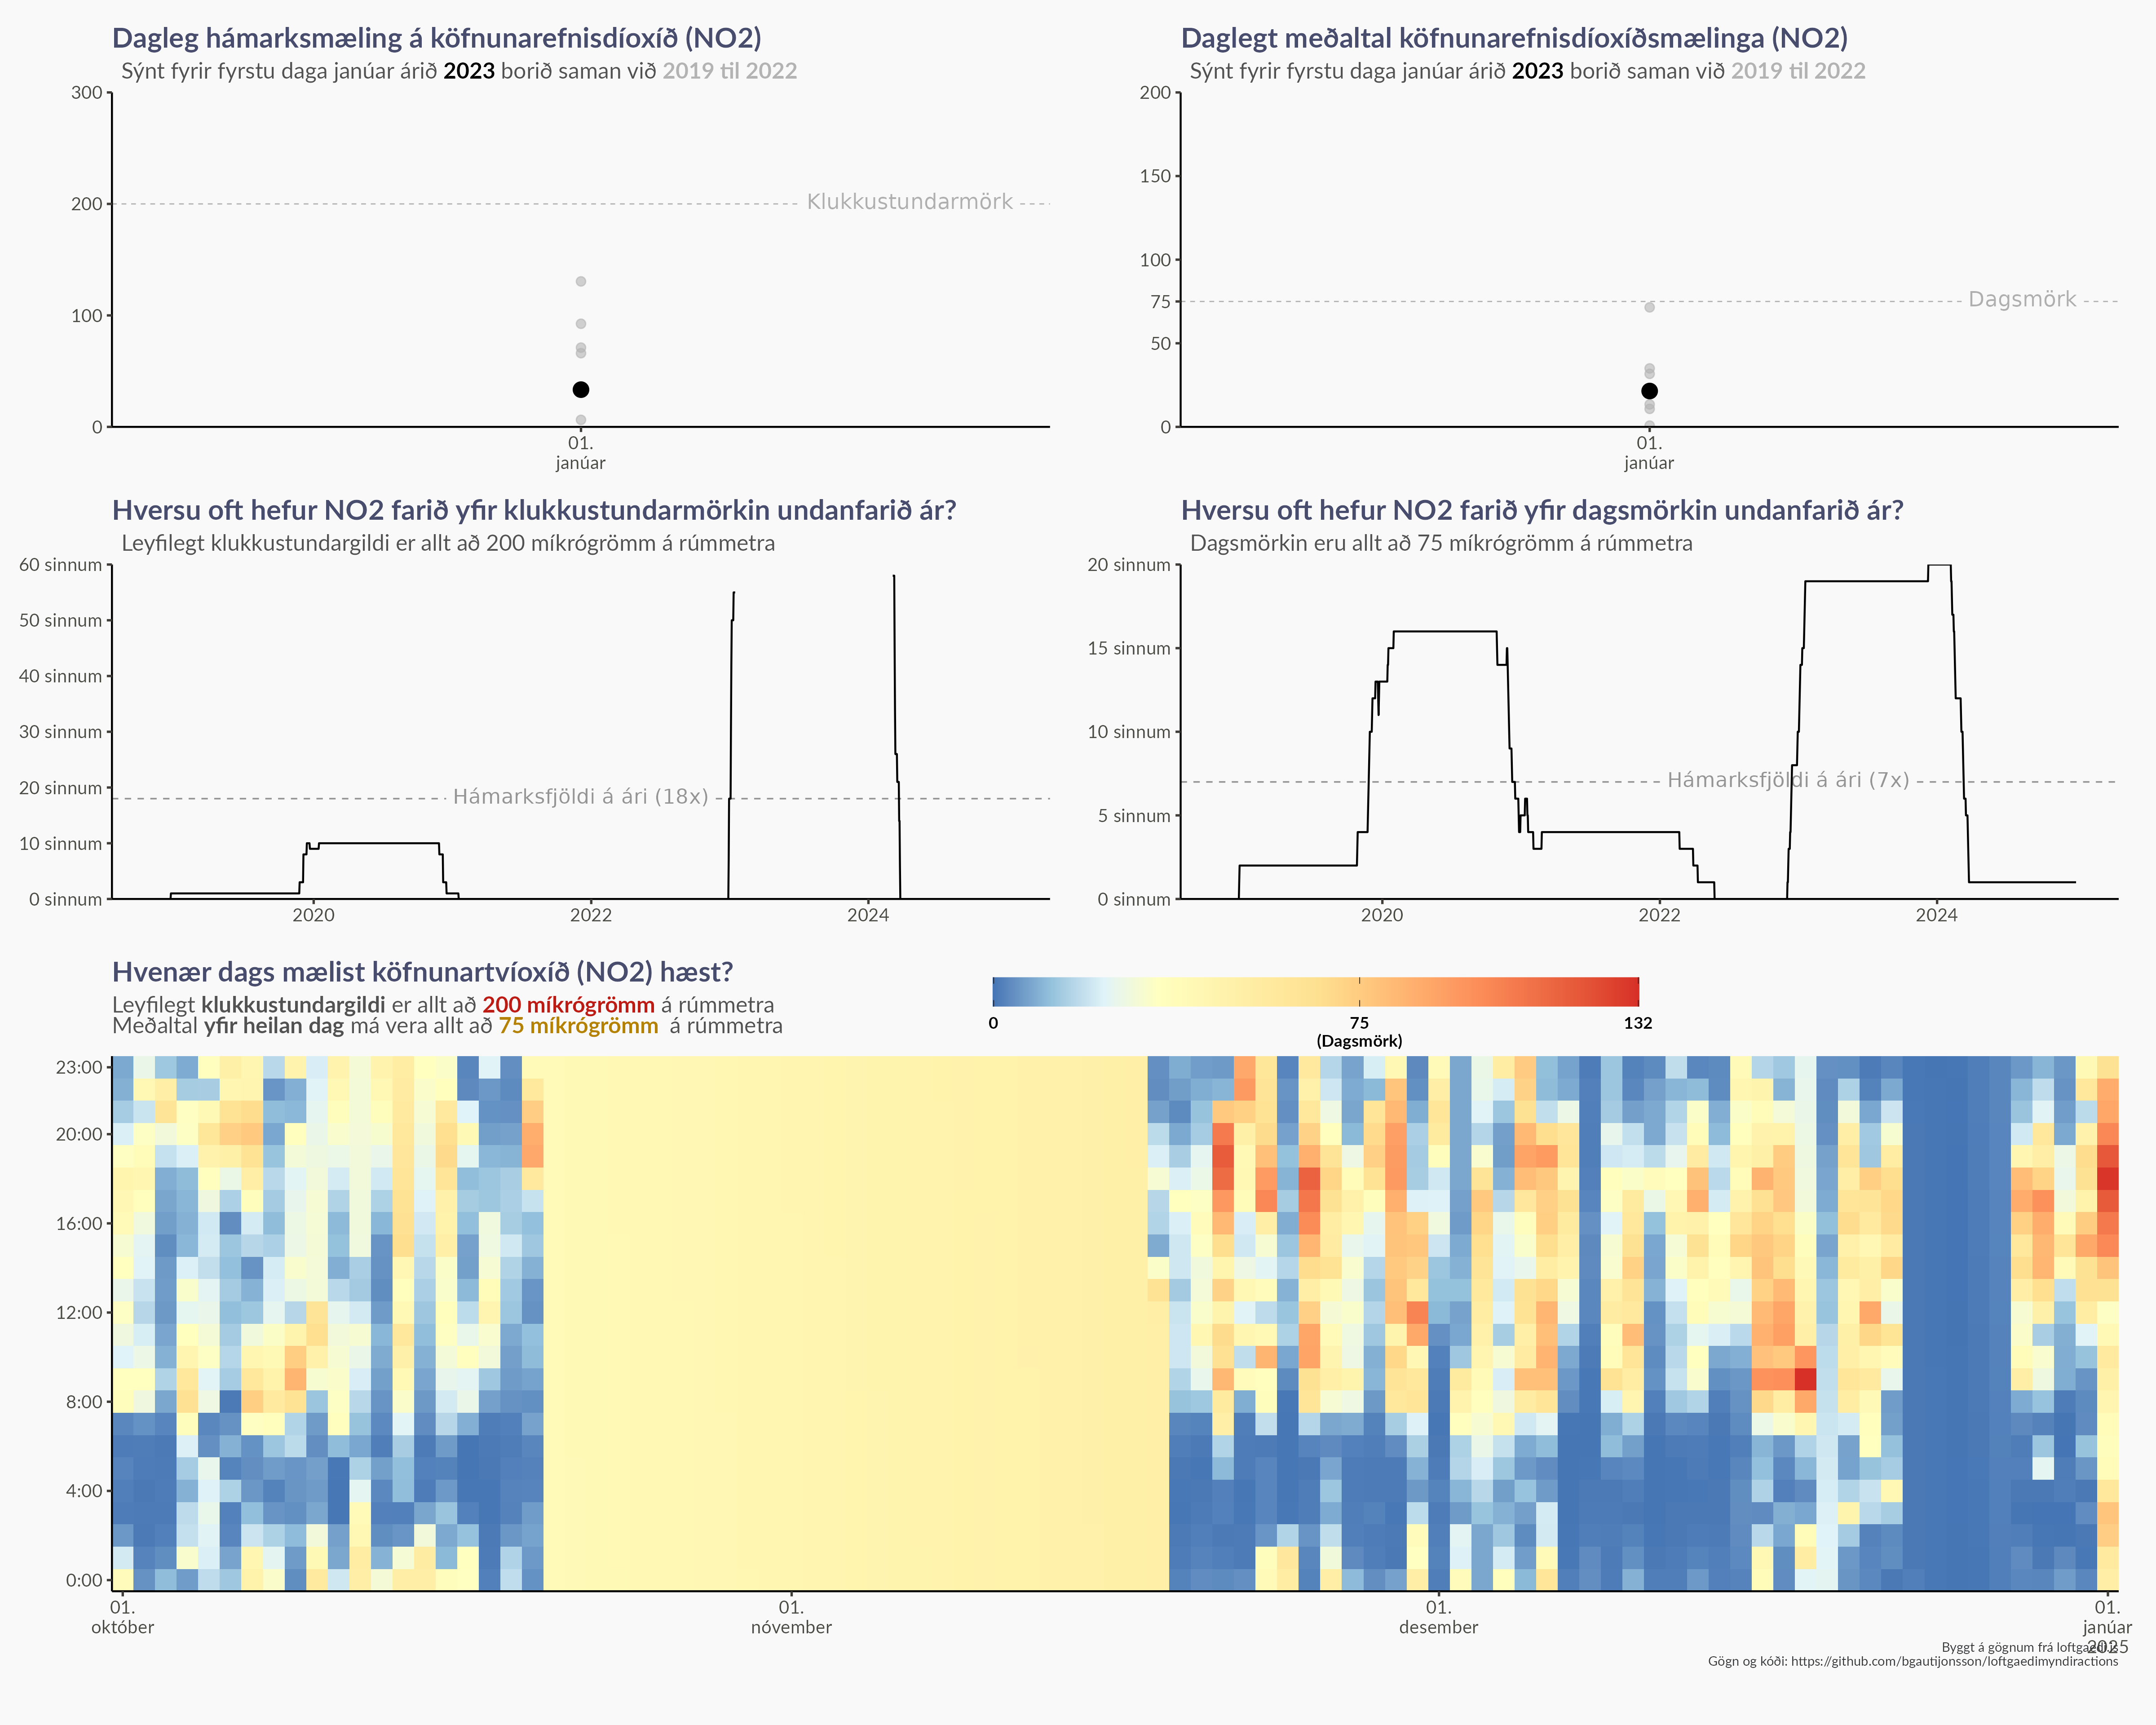 Dagleg hámarksmæling á köfnunarefnisdíoxíð (NO2)
Sýnt fyrir fyrstu daga janúar árið 2023 borið saman við 2019 til 2022
300
200
100
0
Klukkustundarmörk
01.
janúar
Daglegt meðaltal köfnunarefnisdíoxíðsmælinga (NO2)
Sýnt fyrir fyrstu daga janúar árið 2023 borið saman við 2019 til 2022
200
150
100
75
50
0
Dagsmörk
01.
janúar
Hversu oft hefur NO2 farið yfir klukkustundarmörkin undanfarið ár?
Leyfilegt klukkustundargildi er allt að 200 míkrógrömm á rúmmetra
60 sinnum
50 sinnum
40 sinnum
30 sinnum
20 sinnum
10 sinnum
0 sinnum
Hámarksfjöldi á ári (18x)
2020 2022 2024
Hversu oft hefur NO2 farið yfir dagsmörkin undanfarið ár?
Dagsmörkin eru allt að 75 míkrógrömm á rúmmetra
20 sinnum
15 sinnum
10 sinnum
5 sinnum
0 sinnum
Hámarksfjöldi á ári (7x)
2020 2022 2024
Hvenær dags mælist köfnunartvíoxíð (NO2) hæst?
Leyfilegt klukkustundargildi er allt að 200 míkrógrömm á rúmmetra
Meðaltal yfir heilan dag má vera allt að 75 míkrógrömm á rúmmetra
0 75 132
(Dagsmörk)
23:00
20:00
16:00
12:00
8:00
4:00
0:00
01. 01. 01. 01.
október nóvember desember janúar
2025
Byggt á gögnum frá loftgaedi.is
Gögn og kóði: https://github.com/bgautijonsson/loftgaedimyndiractions